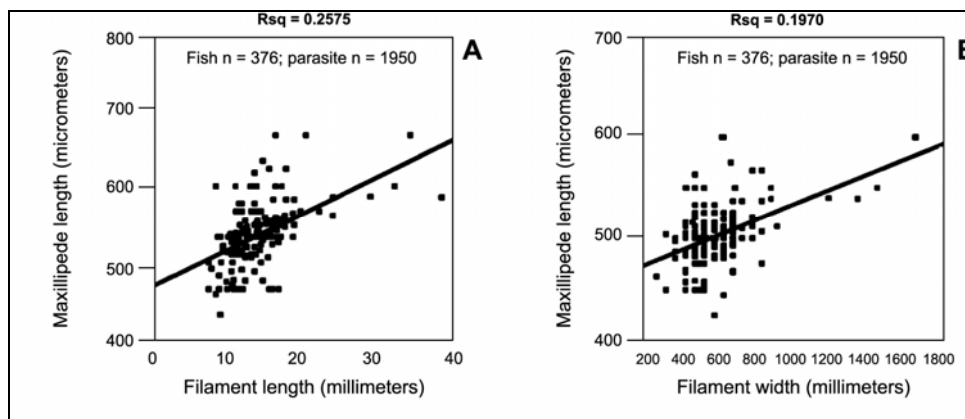 Rsq = 0.2575
A
Fish n = 376; parasite n = 1950
Maxillipede length (micrometers)
800
700
600
500
400
0 10 20 30 40
Filament length (millimeters)
Rsq = 0.1970
Fish n = 376; parasite n = 1950
Maxillipede length (micrometers)
700
600
500
400
200 400 600 800 1000 1200 1400 1600 1800
Filament width (millimeters)